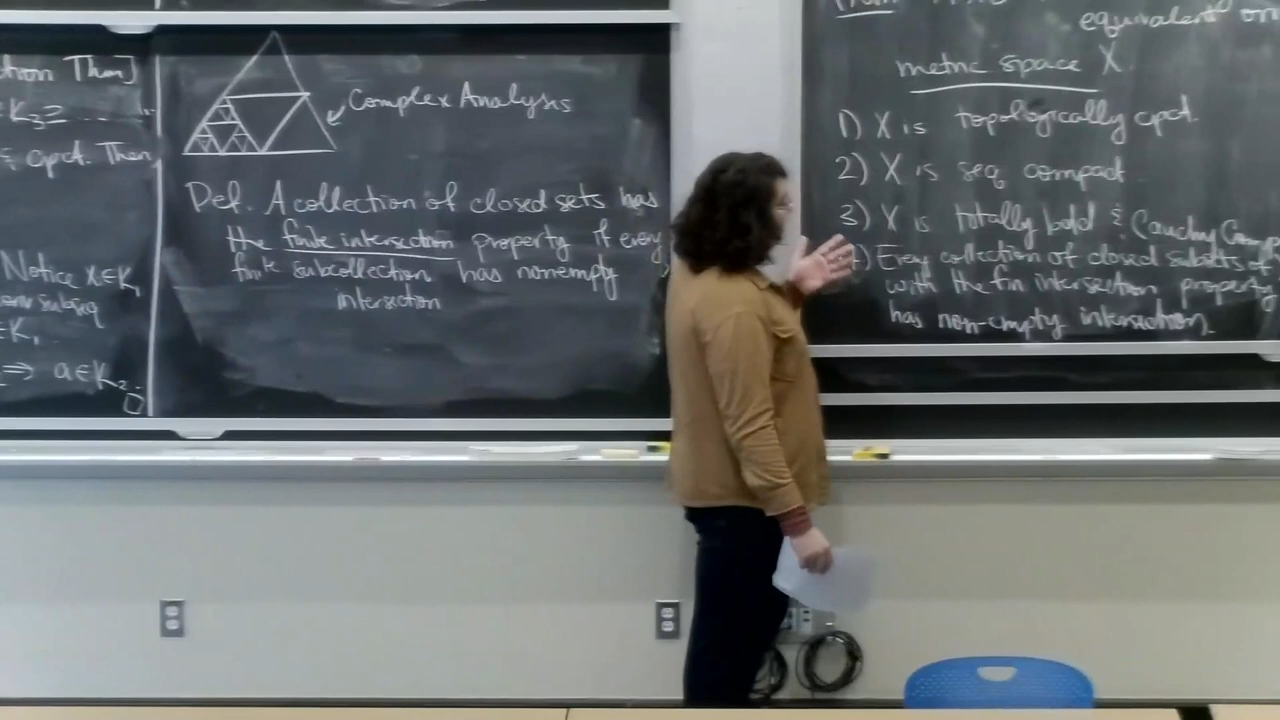 tion Thm]
K₃ ⊇ ....
& cpct. Then
Notice x∈K₁
conv subseq
∈K₁
⇒ a∈K₂
□
Complex Analysis
Def. A collection of closed sets has
the finite intersection property if every
finite subcollection has nonempty
intersection
equivalent on
metric space X.
1) X is topologically cpct.
2) X is seq compact
3) X is totally bdd & Cauchy Comp
4) Every collection of closed subsets of
with the fin intersection property
has non-empty intersection.